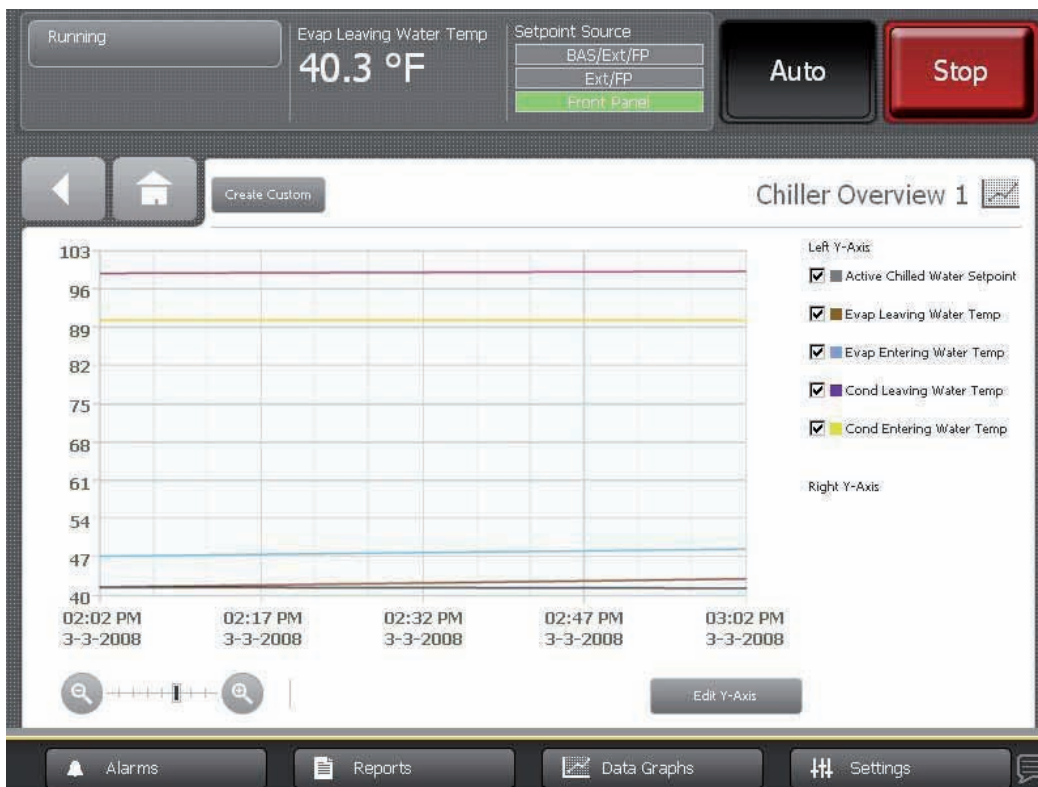 Running
Evap Leaving Water Temp
40.3 °F
Setpoint Source
BAS/Ext/FP
Ext/FP
Front Panel
Auto
Stop
Create Custom
Chiller Overview 1
103
96
89
82
75
68
61
54
47
40
02:02 PM 02:17 PM 02:32 PM 02:47 PM 03:02 PM
3-3-2008 3-3-2008 3-3-2008 3-3-2008 3-3-2008
Left Y-Axis
Active Chilled Water Setpoint
Evap Leaving Water Temp
Evap Entering Water Temp
Cond Leaving Water Temp
Cond Entering Water Temp
Right Y-Axis
Edit Y-Axis
Alarms
Reports
Data Graphs
Settings